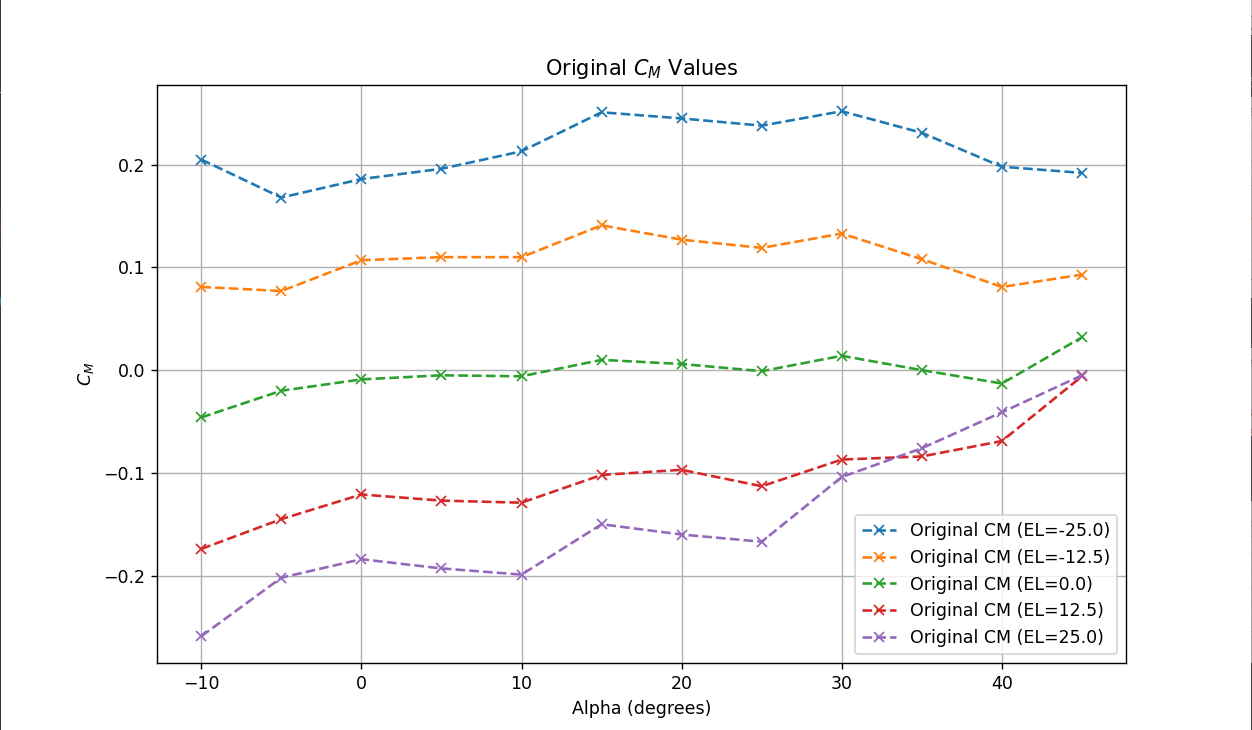 Original C_M Values
0.2
0.1
0.0
−0.1
−0.2
C_M
−10 0 10 20 30 40
Alpha (degrees)
Original CM (EL=-25.0)
Original CM (EL=-12.5)
Original CM (EL=0.0)
Original CM (EL=12.5)
Original CM (EL=25.0)